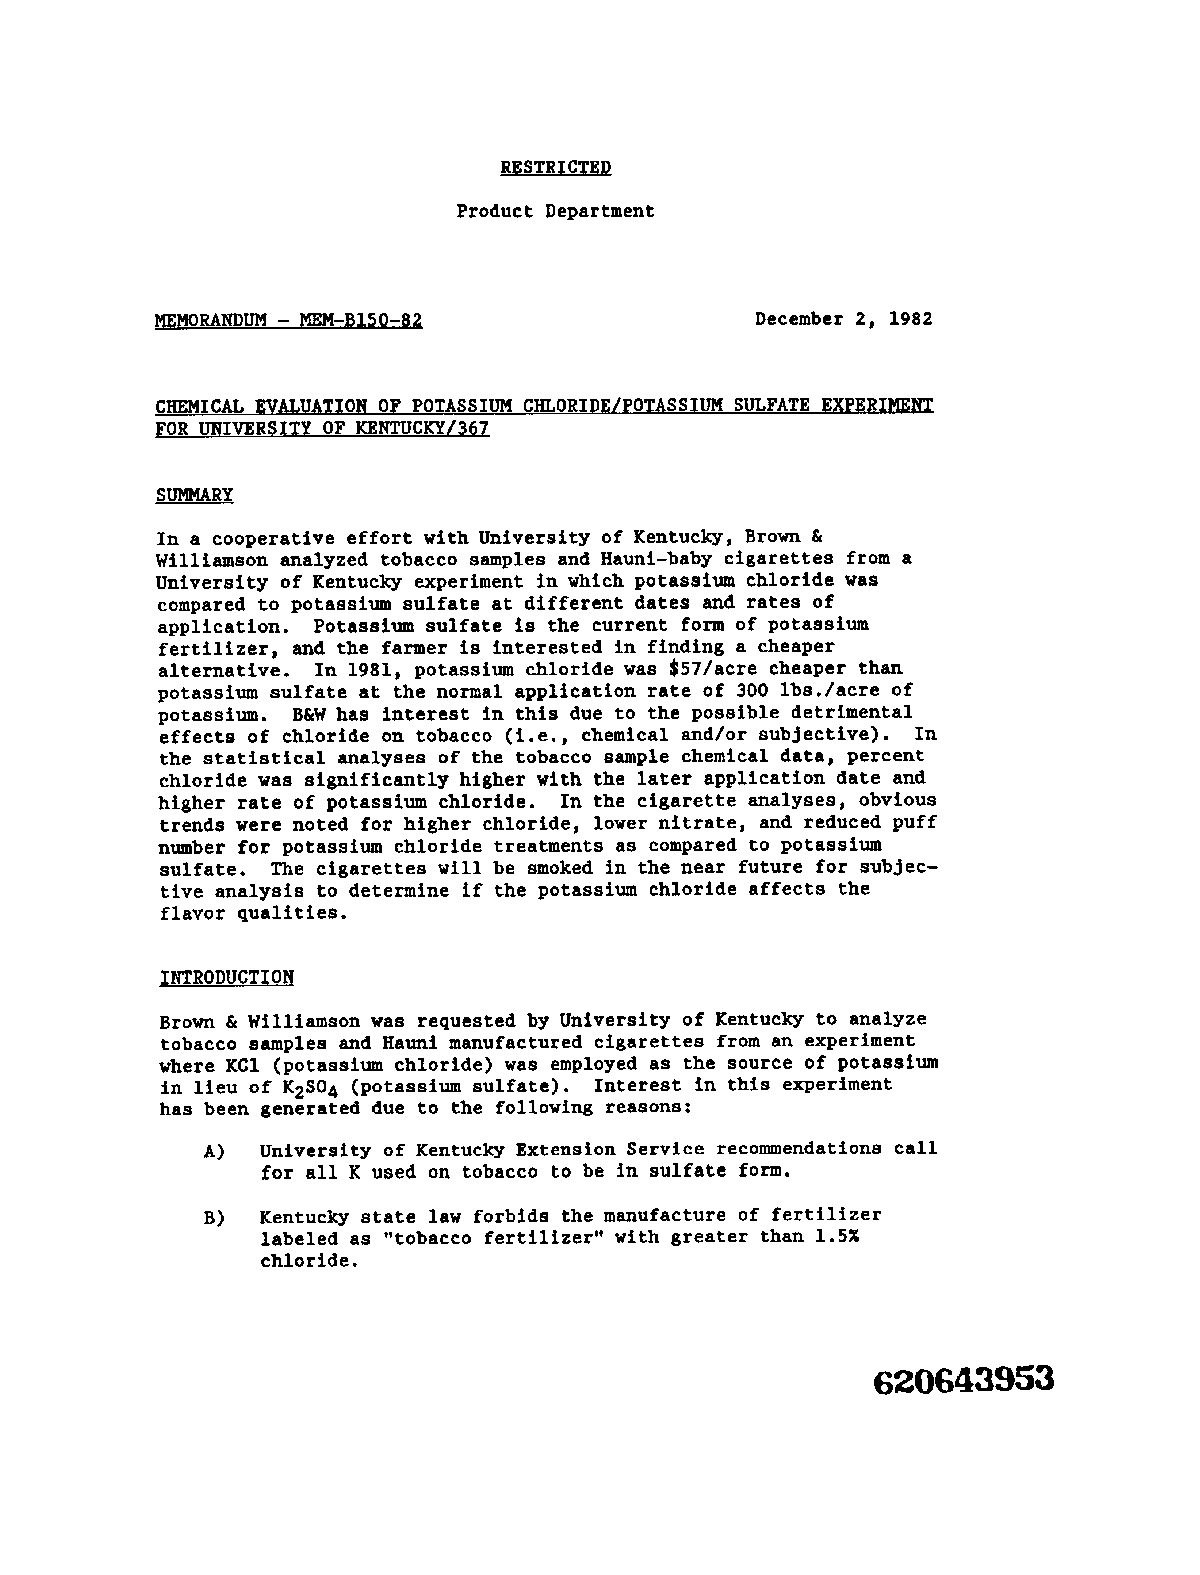 RESTRICTED
Product Department
MEMORANDUM - MEM-B150-82 December 2, 1982
CHEMICAL EVALUATION OF POTASSIUM CHLORIDE/POTASSIUM SULFATE EXPERIMENT
FOR UNIVERSITY OF KENTUCKY/367
SUMMARY
In a cooperative effort with University of Kentucky, Brown &
Williamson analyzed tobacco samples and Hauni-baby cigarettes from a
University of Kentucky experiment in which potassium chloride was
compared to potassium sulfate at different dates and rates of
application. Potassium sulfate is the current form of potassium
fertilizer, and the farmer is interested in finding a cheaper
alternative. In 1981, potassium chloride was $57/acre cheaper than
potassium sulfate at the normal application rate of 300 lbs./acre of
potassium. B&W has interest in this due to the possible detrimental
effects of chloride on tobacco (i.e., chemical and/or subjective). In
the statistical analyses of the tobacco sample chemical data, percent
chloride was significantly higher with the later application date and
higher rate of potassium chloride. In the cigarette analyses, obvious
trends were noted for higher chloride, lower nitrate, and reduced puff
number for potassium chloride treatments as compared to potassium
sulfate. The cigarettes will be smoked in the near future for subjec-
tive analysis to determine if the potassium chloride affects the
flavor qualities.
INTRODUCTION
Brown & Williamson was requested by University of Kentucky to analyze
tobacco samples and Hauni manufactured cigarettes from an experiment
where KCl (potassium chloride) was employed as the source of potassium
in lieu of K2SO4 (potassium sulfate). Interest in this experiment
has been generated due to the following reasons:
A) University of Kentucky Extension Service recommendations call
for all K used on tobacco to be in sulfate form.
B) Kentucky state law forbids the manufacture of fertilizer
labeled as "tobacco fertilizer" with greater than 1.5%
chloride.
620643953